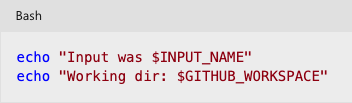 Bash
echo "Input was $INPUT_NAME"
echo "Working dir: $GITHUB_WORKSPACE"